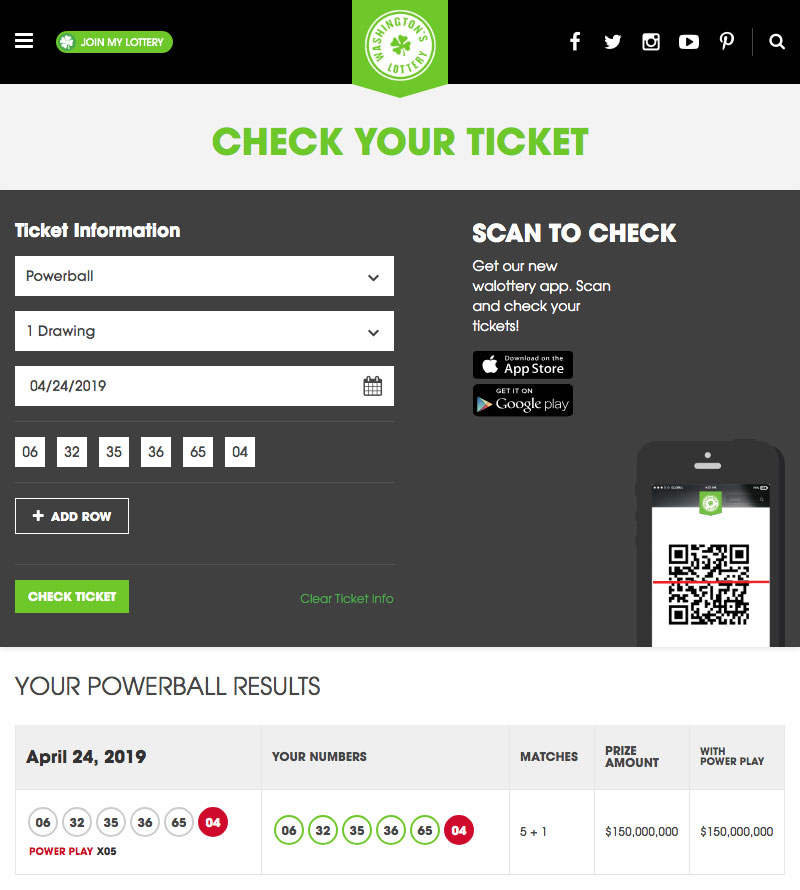 JOIN MY LOTTERY
WASHINGTON'S
LOTTERY
CHECK YOUR TICKET
Ticket Information
Powerball
1 Drawing
04/24/2019
06 32 35 36 65 04
+ ADD ROW
CHECK TICKET
Clear Ticket Info
SCAN TO CHECK
Get our new
walottery app. Scan
and check your
tickets!
Download on the
App Store
GET IT ON
Google play
YOUR POWERBALL RESULTS
April 24, 2019
YOUR NUMBERS
MATCHES
PRIZE
AMOUNT
WITH
POWER PLAY
06 32 35 36 65 04
POWER PLAY X05
06 32 35 36 65 04
5 + 1
$150,000,000
$150,000,000